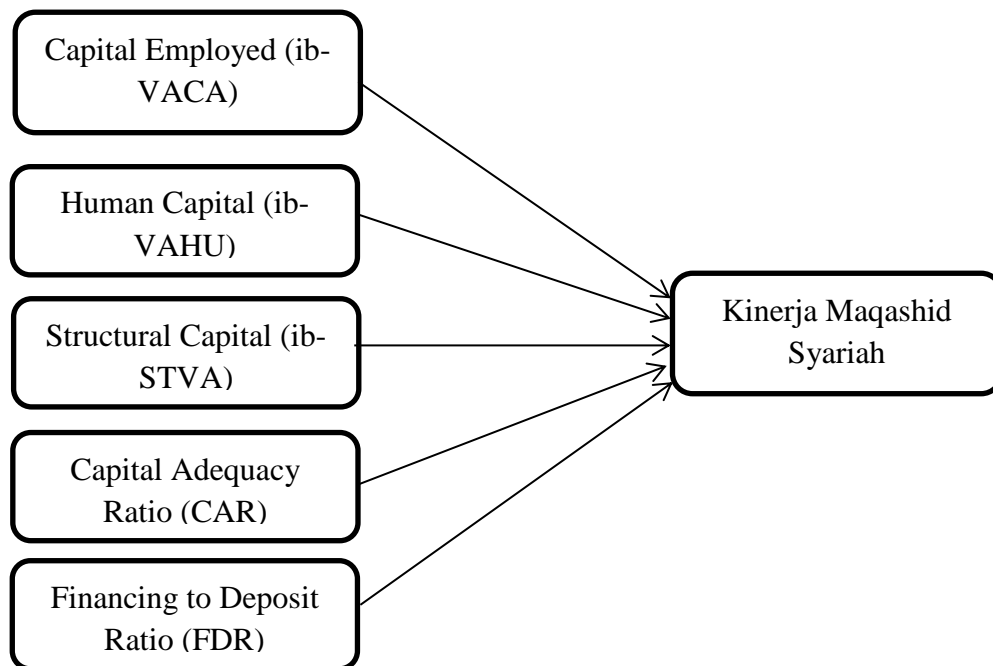 Capital Employed (ib-
VACA)
Human Capital (ib-
VAHU)
Structural Capital (ib-
STVA)
Capital Adequacy
Ratio (CAR)
Financing to Deposit
Ratio (FDR)
Kinerja Maqashid
Syariah